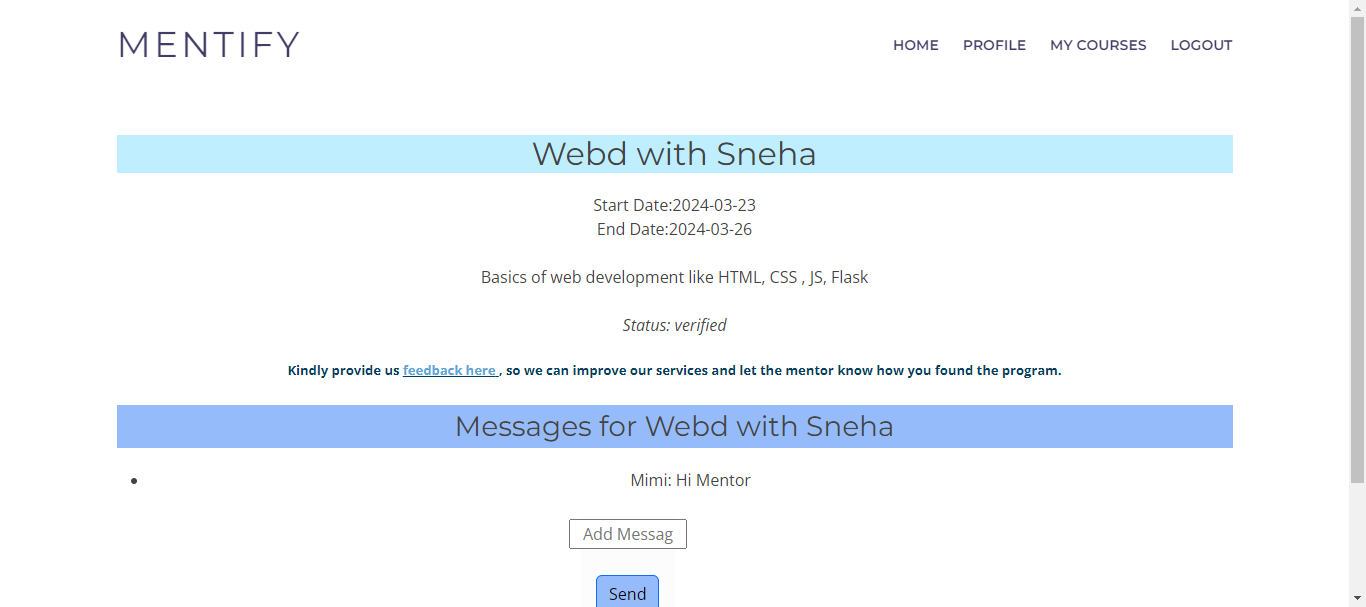 MENTIFY
HOME PROFILE MY COURSES LOGOUT
Webd with Sneha
Start Date:2024-03-23
End Date:2024-03-26
Basics of web development like HTML, CSS , JS, Flask
Status: verified
Kindly provide us feedback here , so we can improve our services and let the mentor know how you found the program.
Messages for Webd with Sneha
Mimi: Hi Mentor
Add Messag
Send